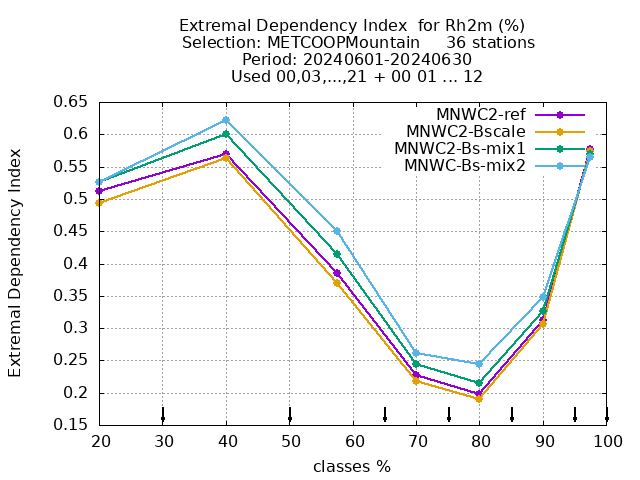 Extremal Dependency Index  for Rh2m (%)
Selection: METCOOPMountain     36 stations
Period: 20240601-20240630
Used 00,03,...,21 + 00 01 ... 12
MNWC2-ref
MNWC2-Bscale
MNWC2-Bs-mix1
MNWC-Bs-mix2
Extremal Dependency Index
0.65
0.6
0.55
0.5
0.45
0.4
0.35
0.3
0.25
0.2
0.15
20 30 40 50 60 70 80 90 100
classes %